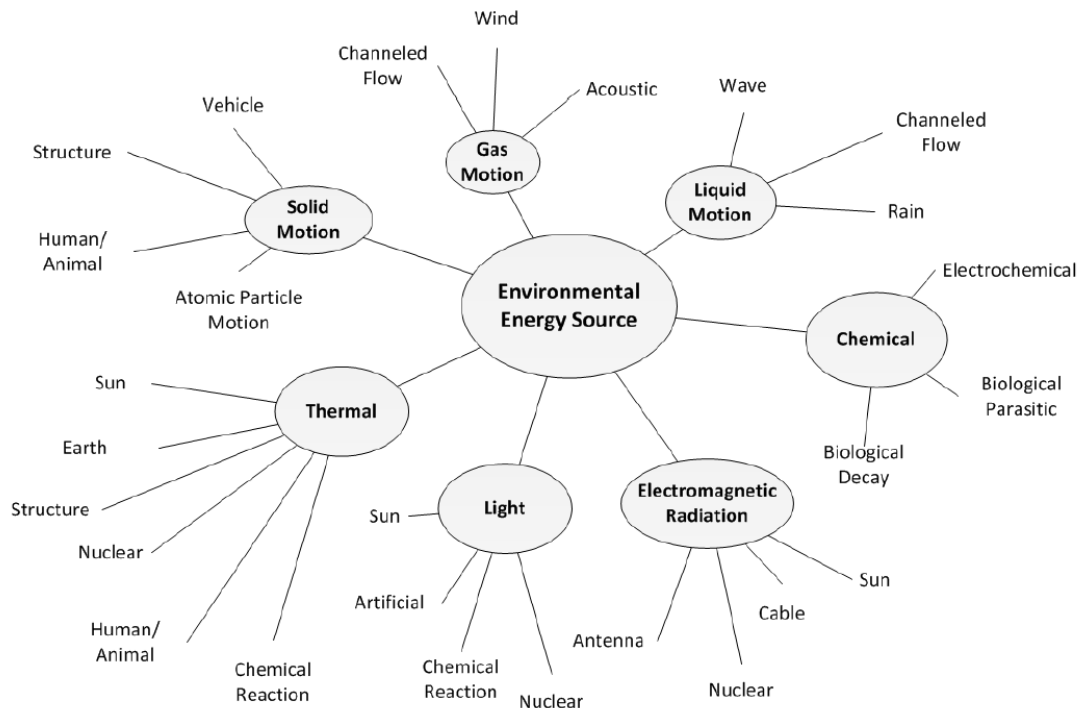 Wind
Channeled
Flow
Acoustic
Gas
Motion
Wave
Channeled
Flow
Rain
Liquid
Motion
Vehicle
Structure
Human/
Animal
Atomic Particle
Motion
Solid
Motion
Environmental
Energy Source
Electrochemical
Chemical
Biological
Parasitic
Biological
Decay
Thermal
Sun
Earth
Structure
Nuclear
Human/
Animal
Chemical
Reaction
Light
Sun
Artificial
Chemical
Reaction
Nuclear
Electromagnetic
Radiation
Sun
Cable
Antenna
Nuclear